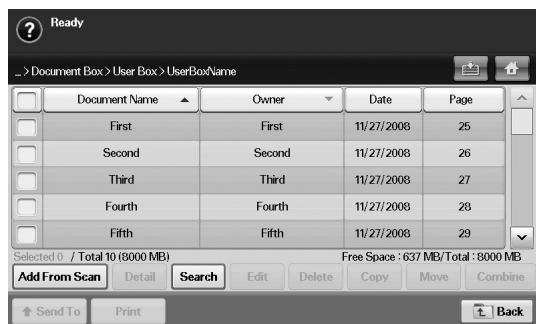 Ready
_ > Document Box > User Box > UserBoxName
Document Name Owner Date Page
First First 11/27/2008 25
Second Second 11/27/2008 26
Third Third 11/27/2008 27
Fourth Fourth 11/27/2008 28
Fifth Fifth 11/27/2008 29
Selected 0 / Total 10 (8000 MB) Free Space : 637 MB/Total : 8000 MB
Add From Scan Detail Search Edit Delete Copy Move Combine
Send To Print Back